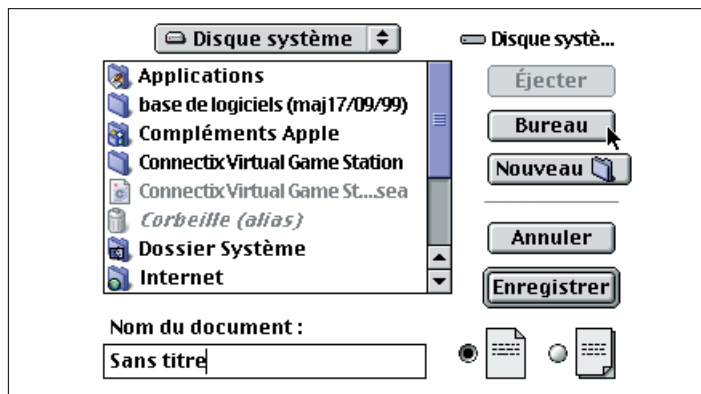 Disque système
Disque systè...
Applications
base de logiciels (maj17/09/99)
Compléments Apple
Connectix Virtual Game Station
Connectix Virtual Game St....sea
Corbeille (alias)
Dossier Système
Internet
Éjecter
Bureau
Nouveau
Annuler
Enregistrer
Nom du document :
Sans titre